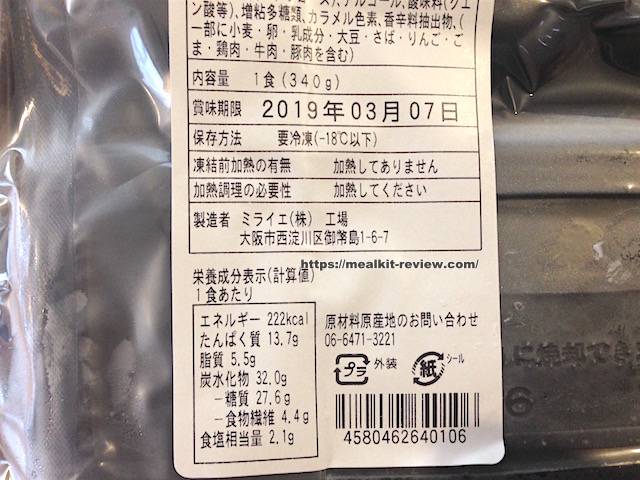 アルコール、酸味料(クエ
ン酸等)、増粘多糖類、カラメル色素、香辛料抽出物、(
一部に小麦・卵・乳成分・大豆・さば・りんご・ご
ま・鶏肉・牛肉・豚肉を含む)
内容量 1食(340g)
賞味期限 2019年03月07日
保存方法 要冷凍(-18℃以下)
凍結前加熱の有無 加熱してありません
加熱調理の必要性 加熱してください
製造者 ミライエ(株) 工場
大阪市西淀川区御幣島1-6-7
https://mealkit-review.com/
栄養成分表示(計算値)
1食あたり
エネルギー 222kcal
たんぱく質 13.7g
脂質 5.5g
炭水化物 32.0g
-糖質 27.6g
-食物繊維 4.4g
食塩相当量 2.1g
原材料原産地のお問い合わせ
06-6471-3221
プラ 外装 紙 シール
4580462640106